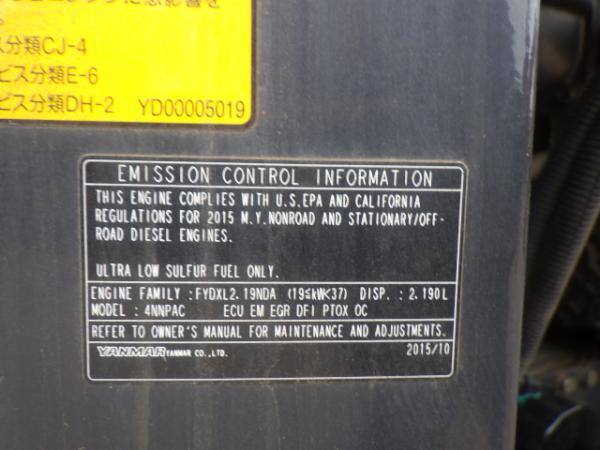 ス分類CJ-4
ビス分類E-6
ビス分類DH-2 YD00005019
EMISSION CONTROL INFORMATION
THIS ENGINE COMPLIES WITH U.S.EPA AND CALIFORNIA
REGULATIONS FOR 2015 M.Y.NONROAD AND STATIONARY/OFF-
ROAD DIESEL ENGINES.
ULTRA LOW SULFUR FUEL ONLY.
ENGINE FAMILY : FYDXL2.19NDA (19≤kW<37) DISP. : 2.190L
MODEL : 4NNPAC ECU EM EGR DFI PTOX OC
REFER TO OWNER'S MANUAL FOR MAINTENANCE AND ADJUSTMENTS.
YANMAR YANMAR CO.,LTD. 2015/10